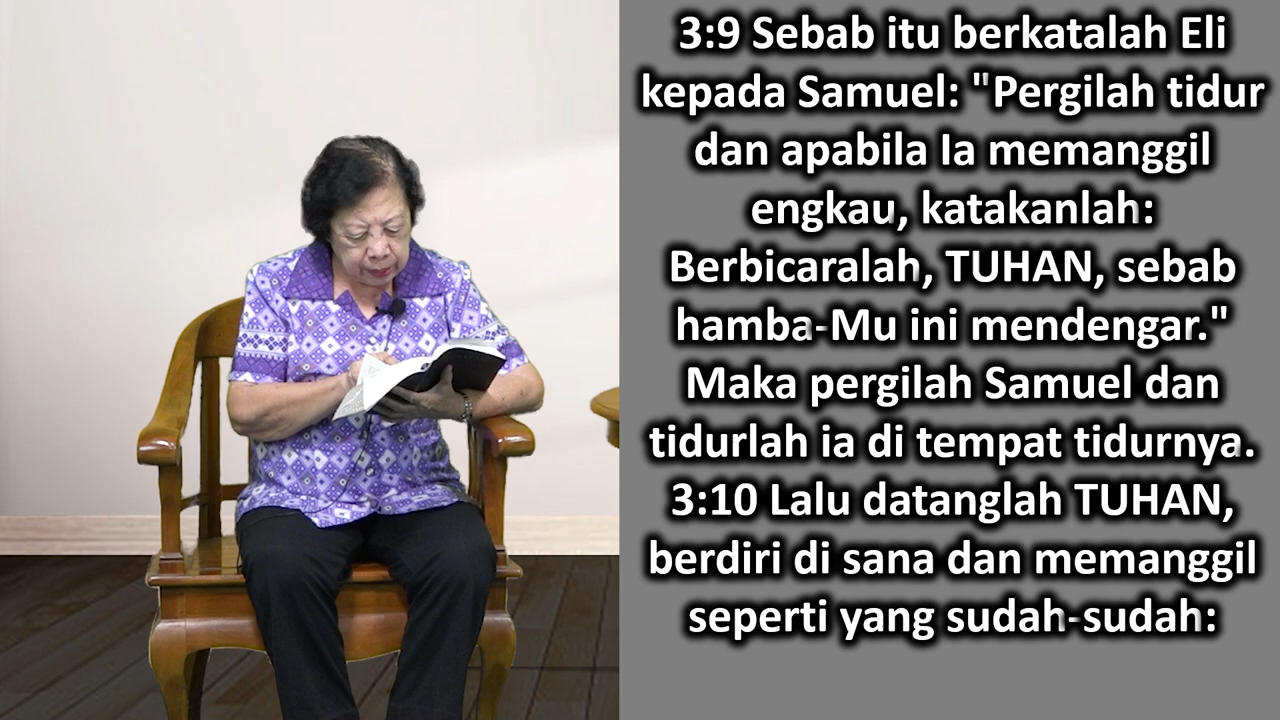 3:9 Sebab itu berkatalah Eli
kepada Samuel: "Pergilah tidur
dan apabila Ia memanggil
engkau, katakanlah:
Berbicaralah, TUHAN, sebab
hamba-Mu ini mendengar."
Maka pergilah Samuel dan
tidurlah ia di tempat tidurnya.
3:10 Lalu datanglah TUHAN,
berdiri di sana dan memanggil
seperti yang sudah-sudah: